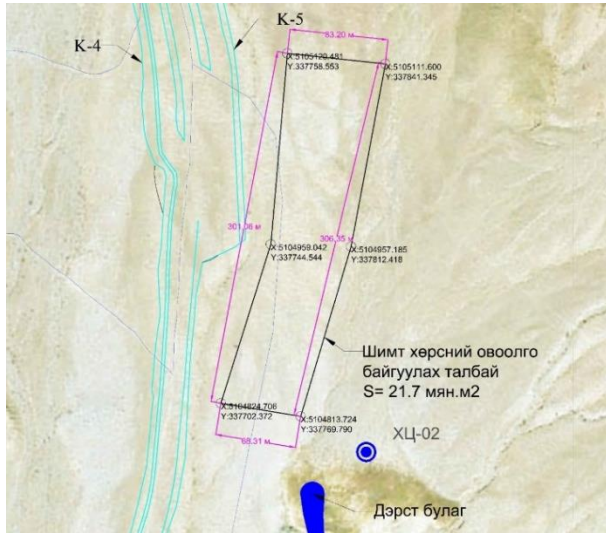 K-5
K-4
83.20 м
X:5105120.481
Y:337758.553
X:5105111.600
Y:337841.345
301.08 м
306.35 м
X:5104959.042
Y:337744.544
X:5104957.185
Y:337812.418
Шимт хөрсний овоолго
байгуулах талбай
S= 21.7 мян.м2
X:5104824.706
Y:337702.372
X:5104813.724
Y:337769.790
68.31 м
ХЦ-02
Дэрст булаг